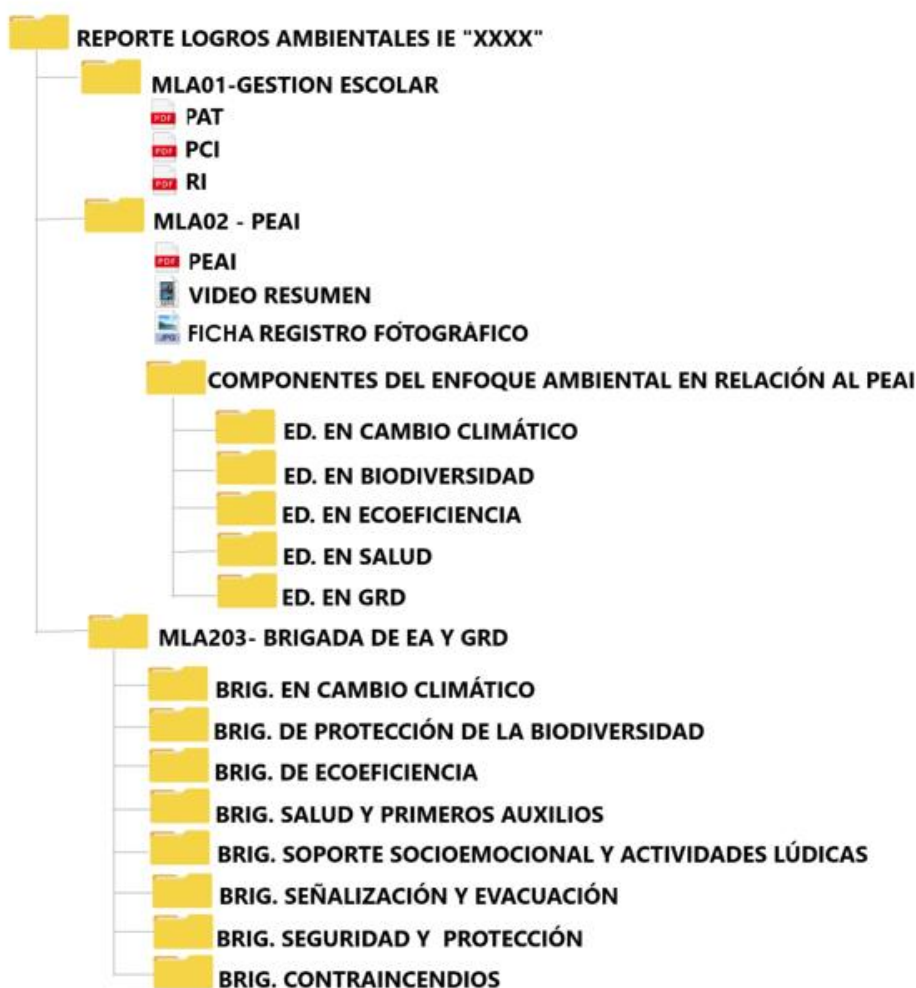 REPORTE LOGROS AMBIENTALES IE "XXXX"
MLA01-GESTION ESCOLAR
PDF PAT
PDF PCI
PDF RI
MLA02 - PEAI
PDF PEAI
VIDEO RESUMEN
JPG FICHA REGISTRO FOTOGRÁFICO
COMPONENTES DEL ENFOQUE AMBIENTAL EN RELACIÓN AL PEAI
ED. EN CAMBIO CLIMÁTICO
ED. EN BIODIVERSIDAD
ED. EN ECOEFICIENCIA
ED. EN SALUD
ED. EN GRD
MLA203- BRIGADA DE EA Y GRD
BRIG. EN CAMBIO CLIMÁTICO
BRIG. DE PROTECCIÓN DE LA BIODIVERSIDAD
BRIG. DE ECOEFICIENCIA
BRIG. SALUD Y PRIMEROS AUXILIOS
BRIG. SOPORTE SOCIOEMOCIONAL Y ACTIVIDADES LÚDICAS
BRIG. SEÑALIZACIÓN Y EVACUACIÓN
BRIG. SEGURIDAD Y PROTECCIÓN
BRIG. CONTRAINCENDIOS